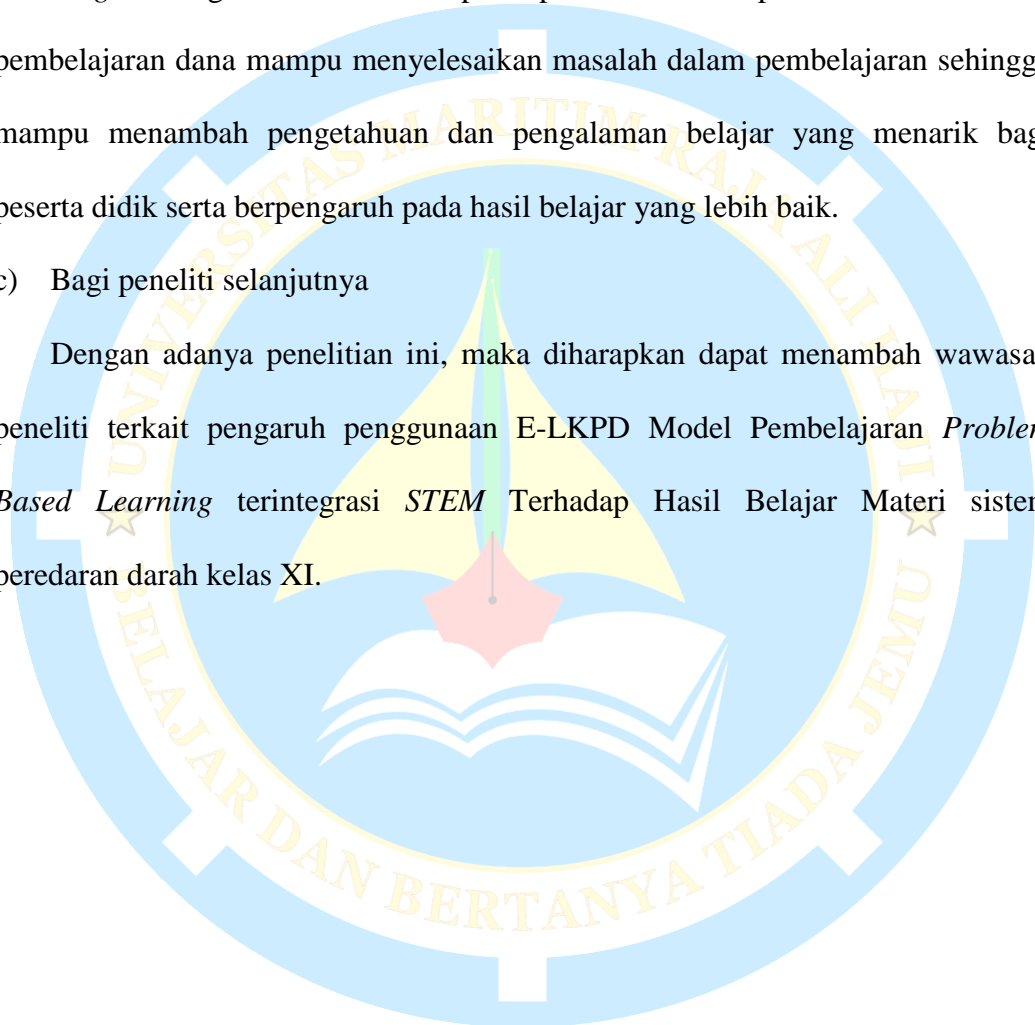 pembelajaran dana mampu menyelesaikan masalah dalam pembelajaran sehingg
mampu menambah pengetahuan dan pengalaman belajar yang menarik bag
peserta didik serta berpengaruh pada hasil belajar yang lebih baik.
c) Bagi peneliti selanjutnya
Dengan adanya penelitian ini, maka diharapkan dapat menambah wawasa
peneliti terkait pengaruh penggunaan E-LKPD Model Pembelajaran Problem
Based Learning terintegrasi STEM Terhadap Hasil Belajar Materi sistem
peredaran darah kelas XI.
UNIVERSITAS MARITIM RAJA ALI HAJI
BELAJAR DAN BERTANYA TIADA JEMU